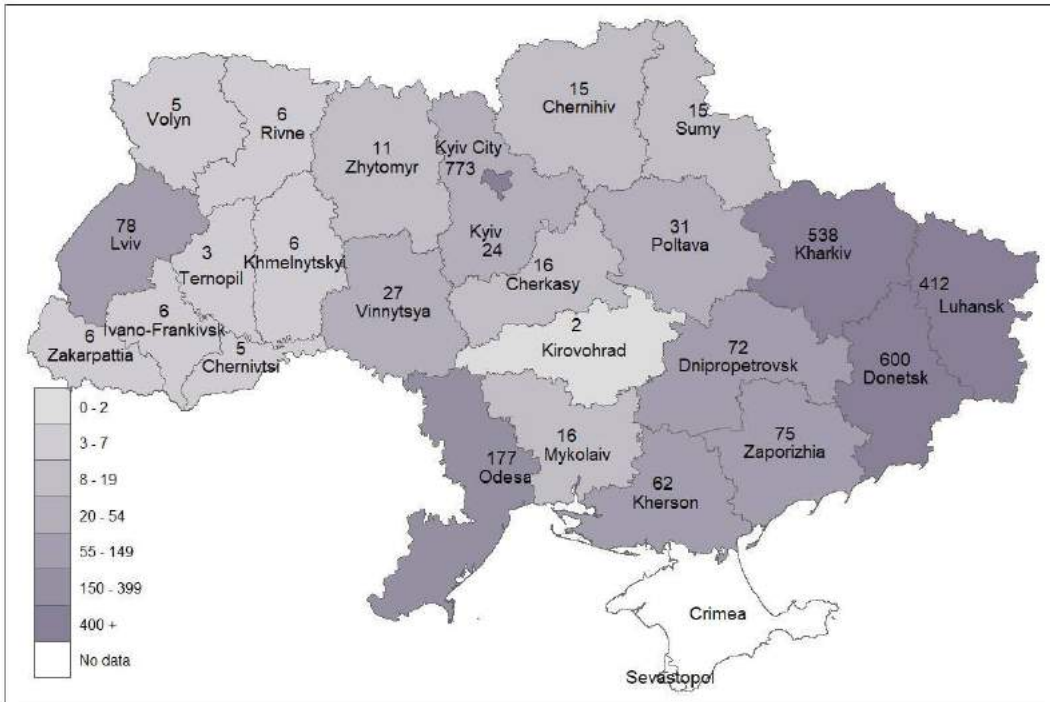 15
Chernihiv
15
Sumy
5
Volyn
6
Rivne
11
Zhytomyr
Kyiv City
773
78
Lviv
3
Ternopil
6
Khmelnytskyi
Kyiv
24
31
Poltava
538
Kharkiv
412
Luhansk
16
Cherkasy
27
Vinnytsya
6
Ivano-Frankivsk
6
Zakarpattia
5
Chernivtsi
2
Kirovohrad
72
Dnipropetrovsk
600
Donetsk
177
Odesa
16
Mykolaiv
75
Zaporizhia
62
Kherson
Crimea
Sevastopol
0 - 2
3 - 7
8 - 19
20 - 54
55 - 149
150 - 399
400 +
No data